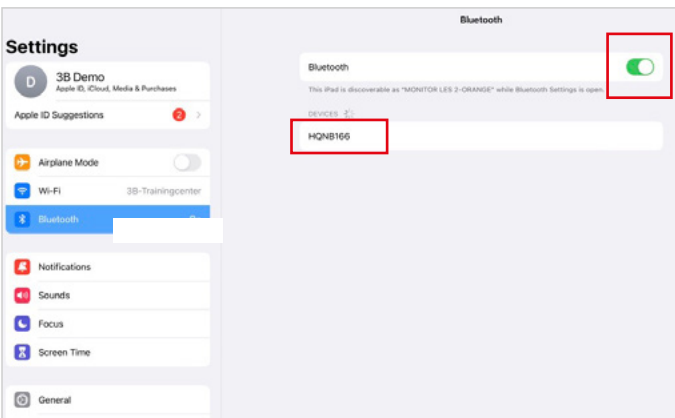 Bluetooth
Settings
D
3B Demo
Apple ID, iCloud, Media & Purchases
Apple ID Suggestions
2
Airplane Mode
Wi-Fi
3B-Trainingcenter
Bluetooth
Notifications
Sounds
Focus
Screen Time
General
Bluetooth
This iPad is discoverable as "MONITOR LES 2-ORANGE" while Bluetooth Settings is open.
DEVICES
HQNB166